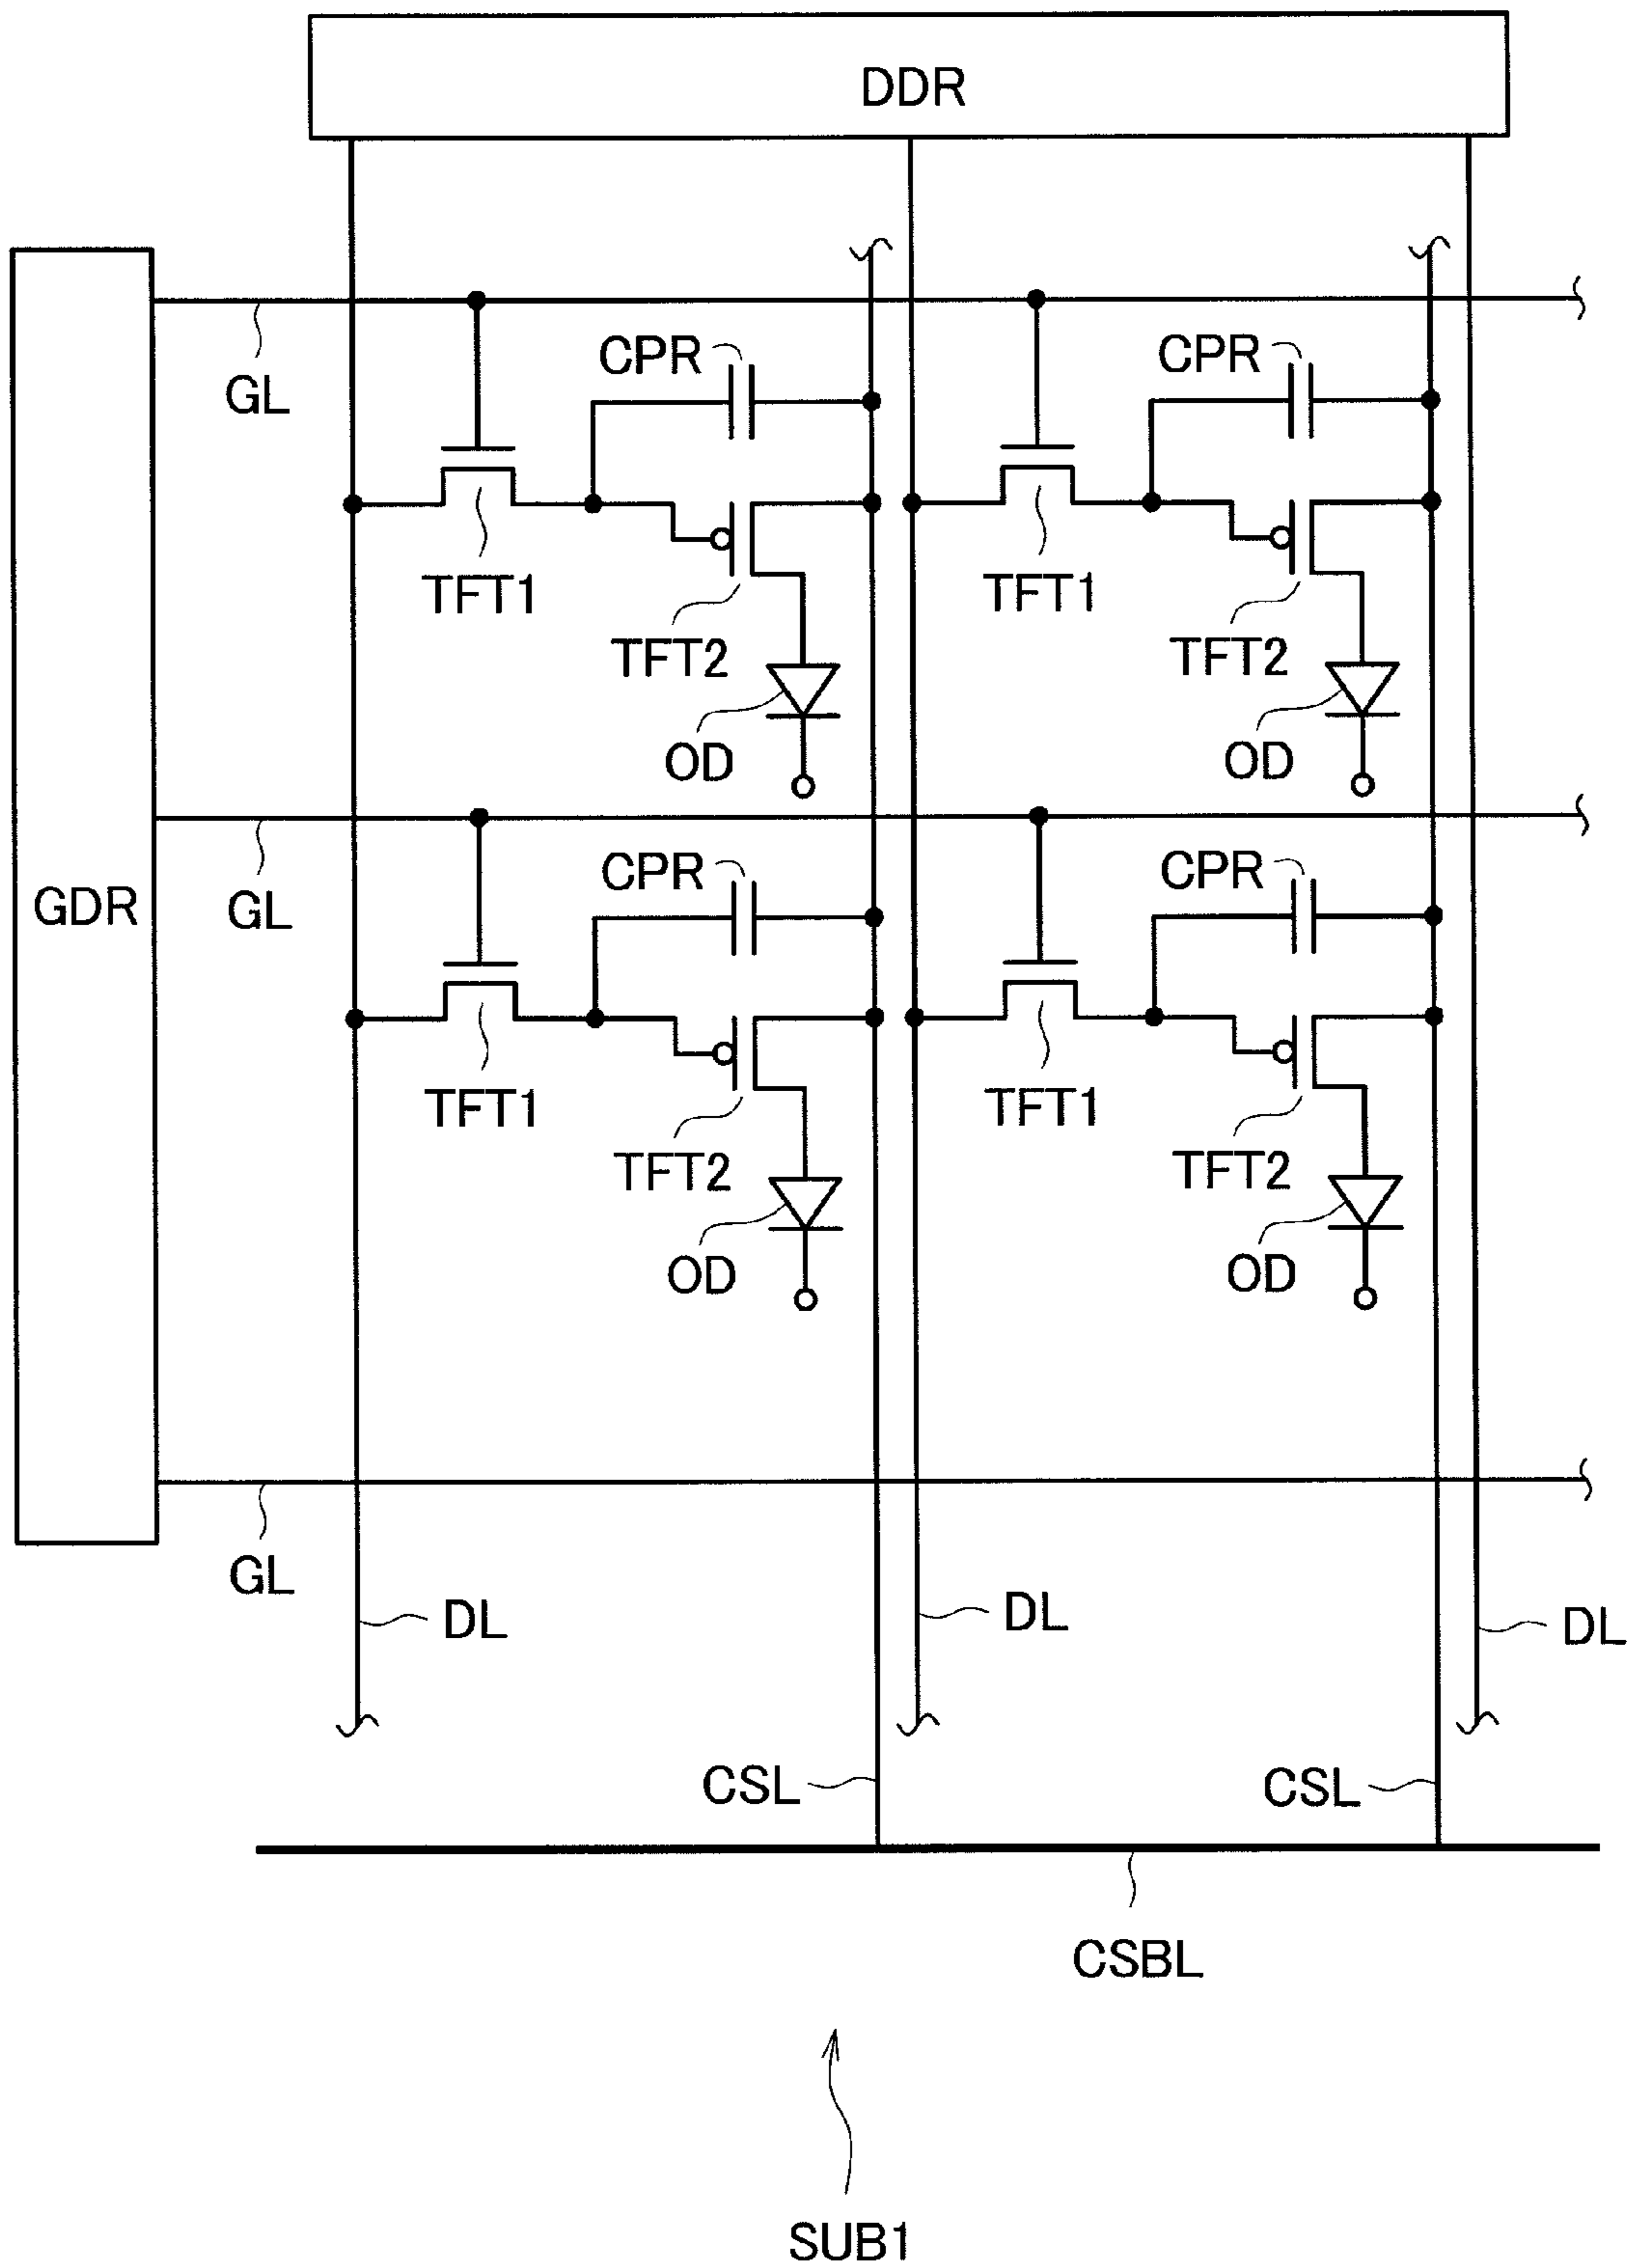 DDR
CPR CPR
GL
TFT1 TFT1
TFT2 TFT2
OD OD
CPR CPR
GDR GL
TFT1 TFT1
TFT2 TFT2
OD OD
GL
DL DL DL
CSL CSL
CSBL
SUB1